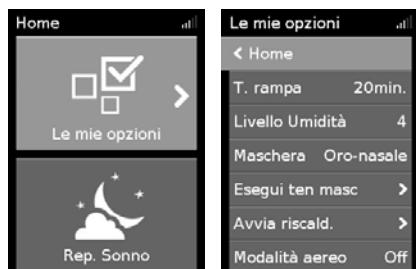 Home
Le mie opzioni
Rep. Sonno
Le mie opzioni
Home
T. rampa 20min.
Livello Umidità 4
Maschera Oro-nasale
Esegui ten masc
Avvia riscald.
Modalità aereo Off